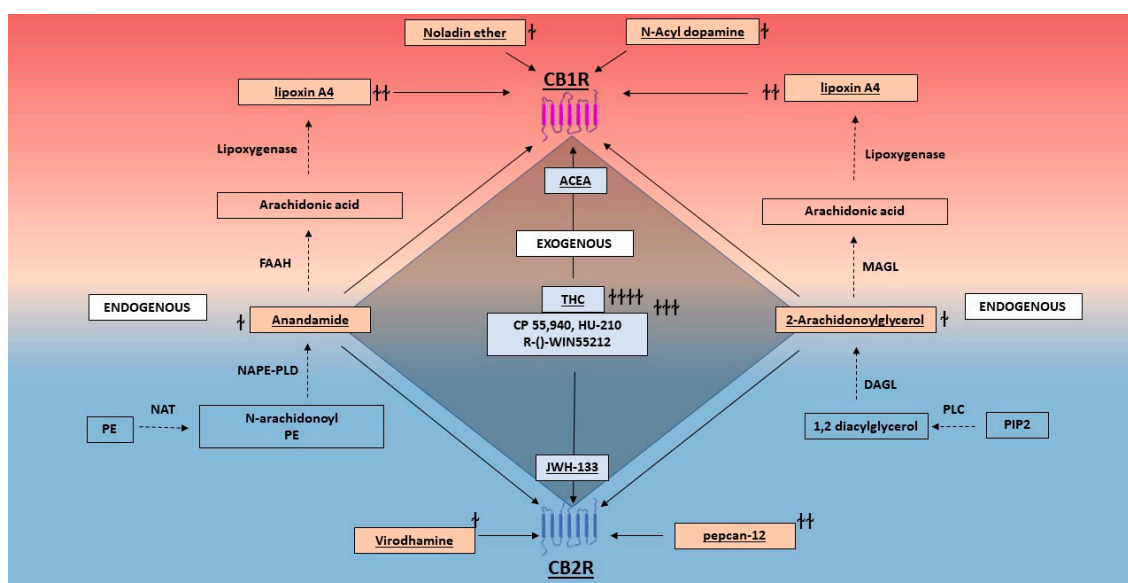 Noladin ether ⟊
N-Acyl dopamine ⟊
CB1R
lipoxin A4 ⟊⟊
⟊⟊ lipoxin A4
Lipoxygenase
Lipoxygenase
ACEA
Arachidonic acid
Arachidonic acid
EXOGENOUS
FAAH
MAGL
ENDOGENOUS
THC ⟊⟊⟊⟊
⟊⟊⟊
ENDOGENOUS
⟊ Anandamide
CP 55,940, HU-210
R-()-WIN55212
2-Arachidonoylglycerol ⟊
NAPE-PLD
DAGL
NAT
PLC
PE
N-arachidonoyl
PE
1,2 diacylglycerol
PIP2
JWH-133
Virodhamine ⟊
pepcan-12 ⟊⟊
CB2R